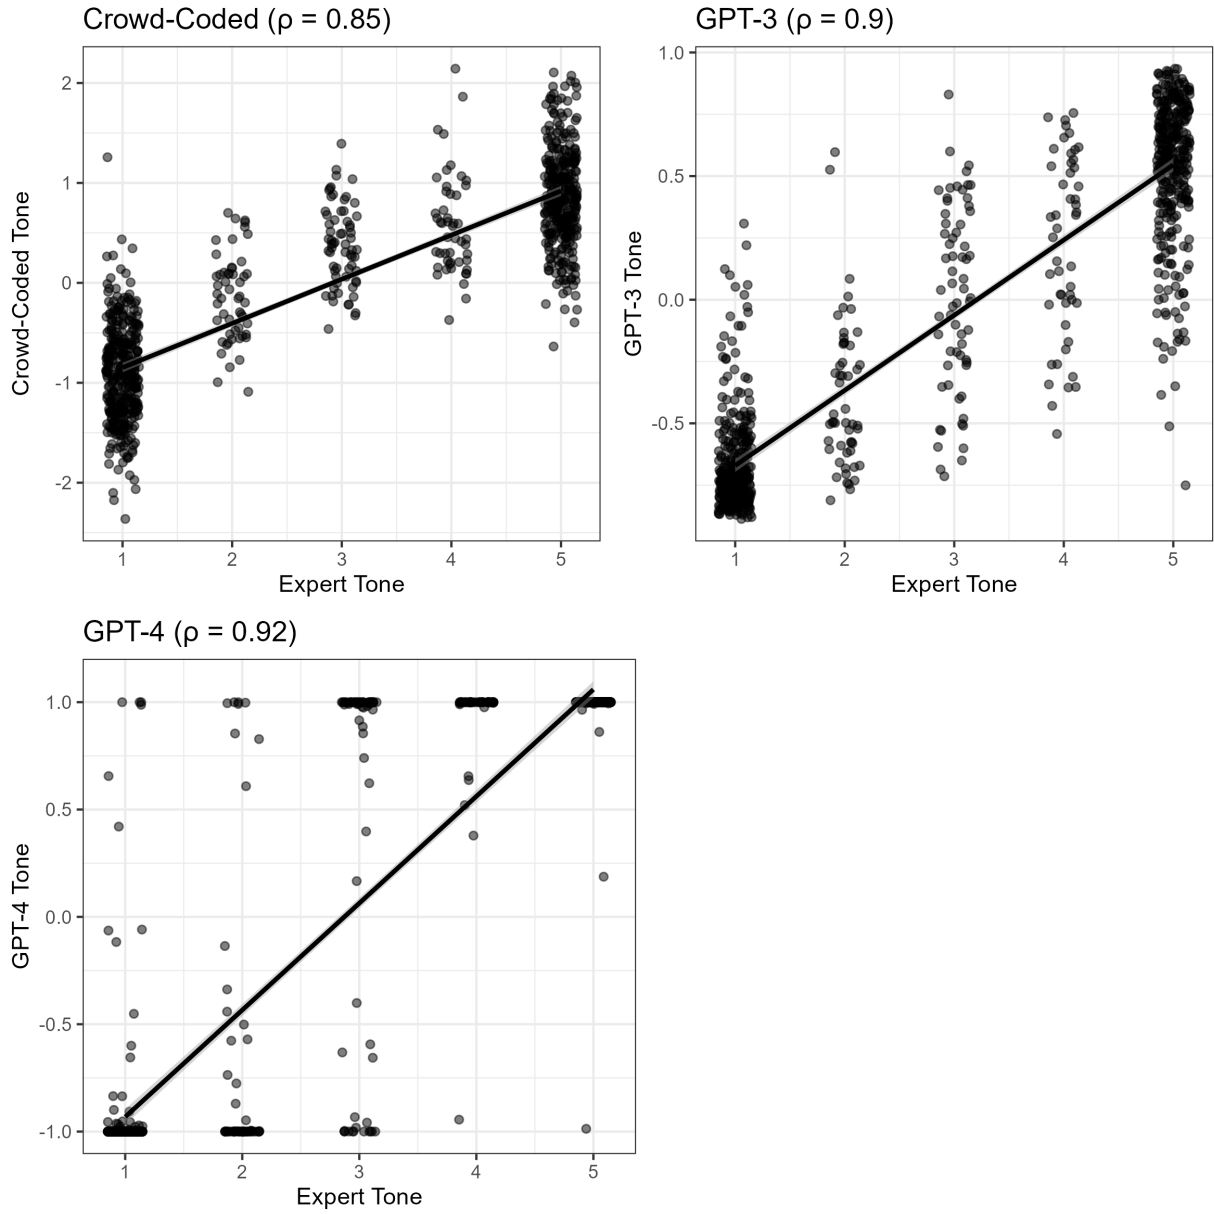 Crowd-Coded (ρ = 0.85)
2
1
0
-1
-2
Crowd-Coded Tone
1 2 3 4 5
Expert Tone
GPT-3 (ρ = 0.9)
1.0
0.5
0.0
-0.5
GPT-3 Tone
1 2 3 4 5
Expert Tone
GPT-4 (ρ = 0.92)
1.0
0.5
0.0
-0.5
-1.0
GPT-4 Tone
1 2 3 4 5
Expert Tone